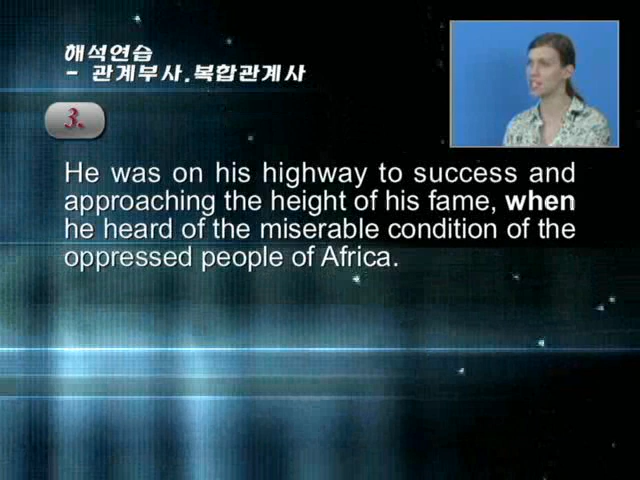 해석연습
- 관계부사.복합관계사
3.
He was on his highway to success and
approaching the height of his fame, when
he heard of the miserable condition of the
oppressed people of Africa.